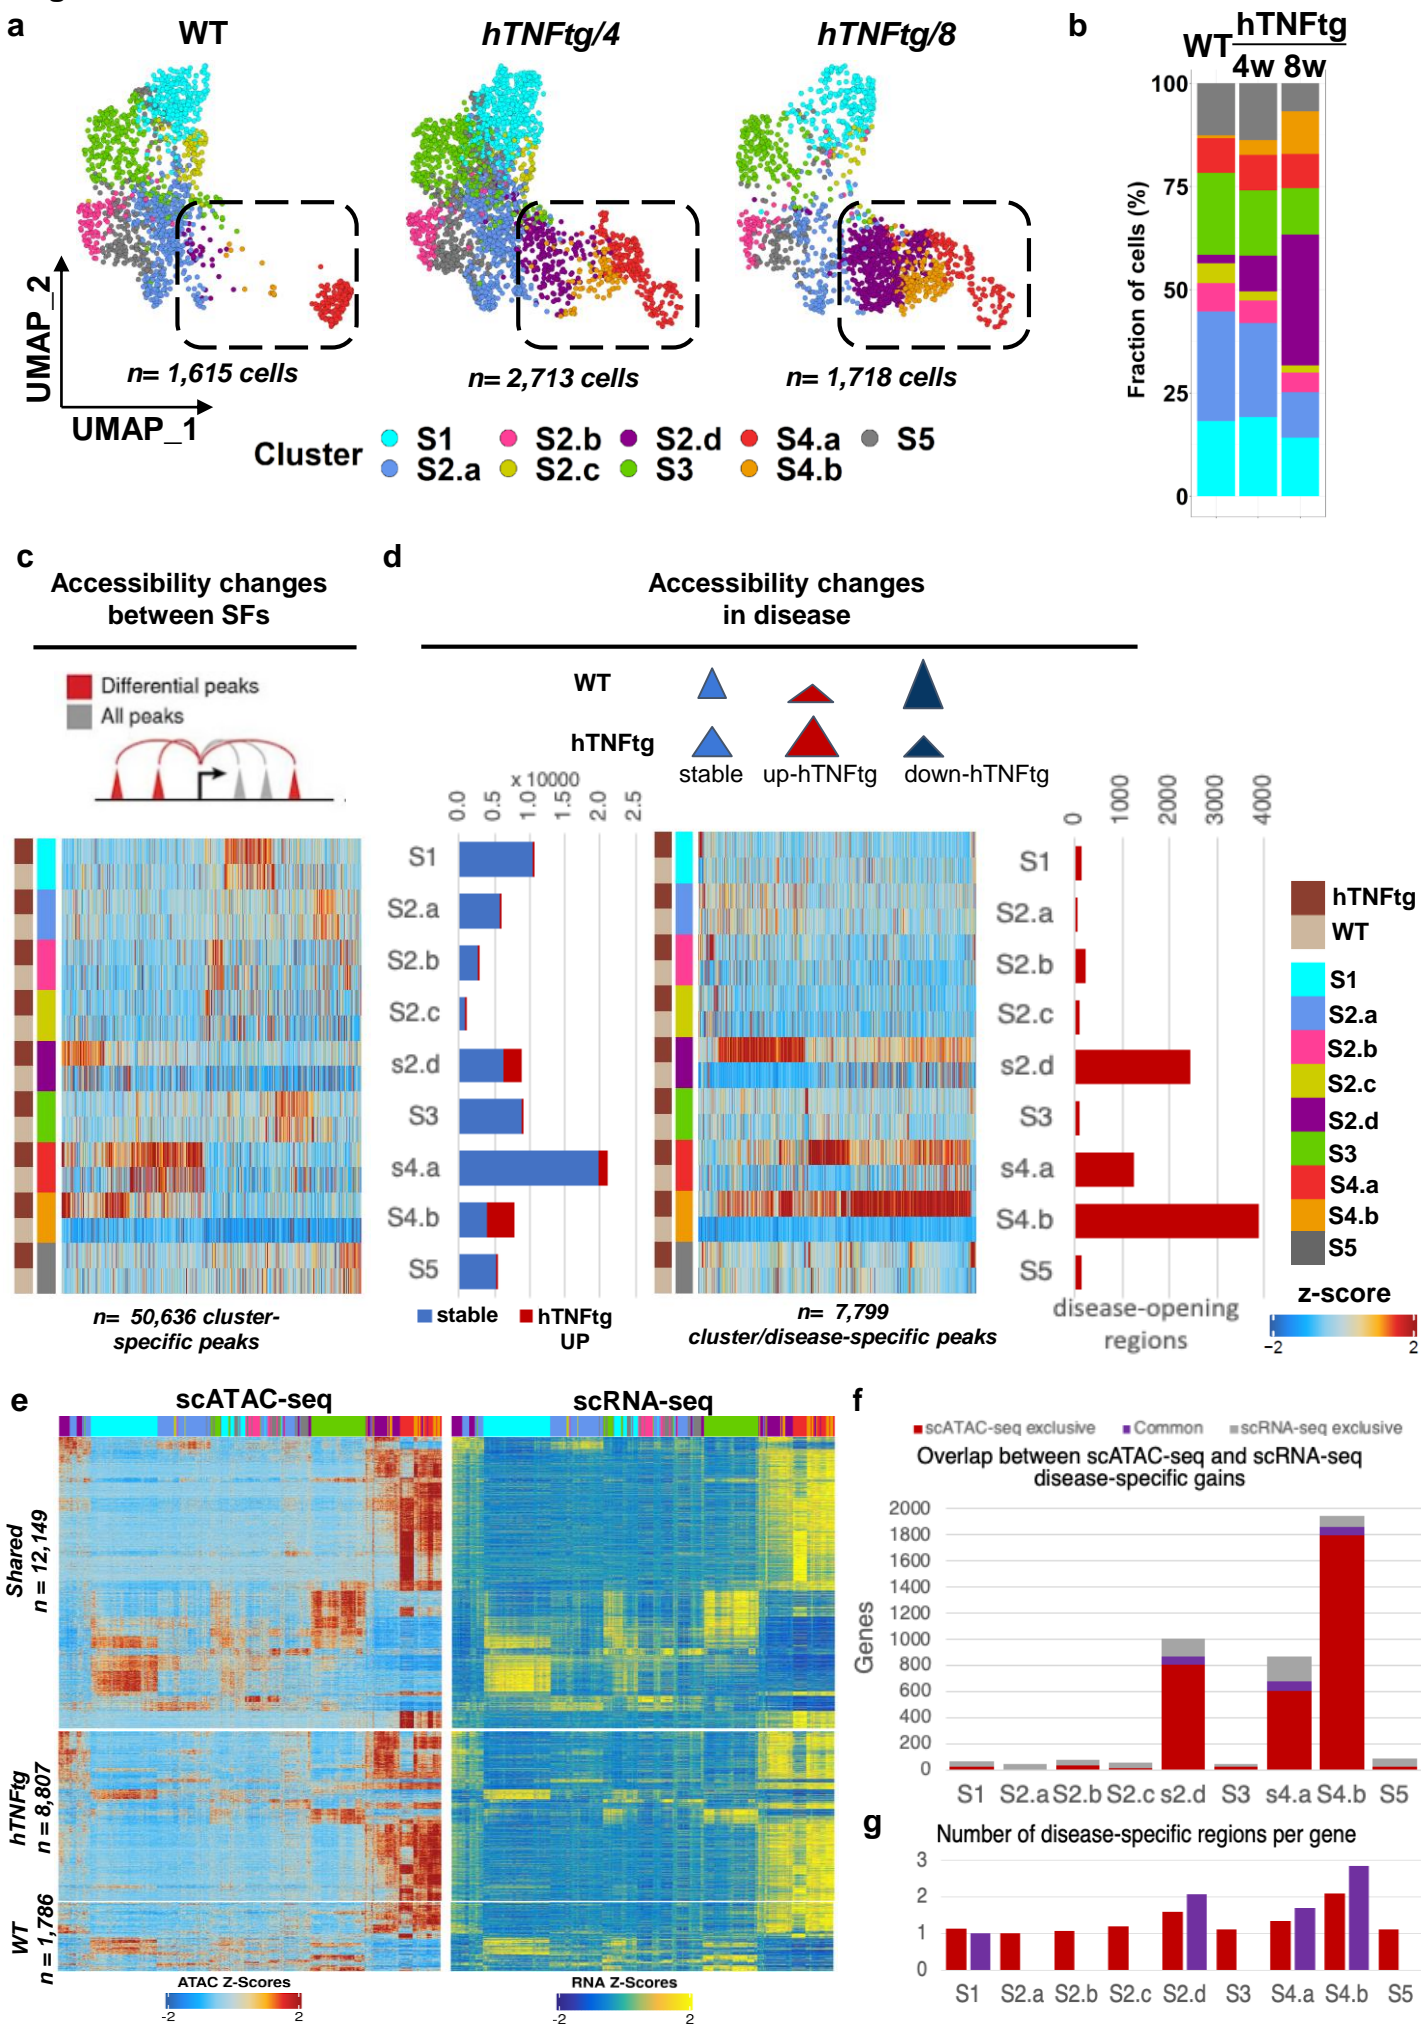 a
WT
hTNFtg/4
hTNFtg/8
UMAP_2
UMAP_1
n= 1,615 cells
n= 2,713 cells
n= 1,718 cells
Cluster
S1
S2.b
S2.d
S4.a
S5
S2.a
S2.c
S3
S4.b
b
WT
hTNFtg
4w 8w
Fraction of cells (%)
100
75
50
25
0
c
Accessibility changes
between SFs
Differential peaks
All peaks
n= 50,636 cluster-
specific peaks
d
Accessibility changes
in disease
WT
hTNFtg
stable
up-hTNFtg
down-hTNFtg
x 10000
0.0
0.5
1.0
1.5
2.0
2.5
S1
S2.a
S2.b
S2.c
s2.d
S3
s4.a
S4.b
S5
stable
hTNFtg
UP
n= 7,799
cluster/disease-specific peaks
0
1000
2000
3000
4000
S1
S2.a
S2.b
S2.c
s2.d
S3
s4.a
S4.b
S5
disease-opening
regions
hTNFtg
WT
S1
S2.a
S2.b
S2.c
S2.d
S3
S4.a
S4.b
S5
z-score
−2
2
e
scATAC-seq
scRNA-seq
Shared
n = 12,149
hTNFtg
n = 8,807
WT
n = 1,786
ATAC Z-Scores
-2
2
RNA Z-Scores
-2
2
f
scATAC-seq exclusive
Common
scRNA-seq exclusive
Overlap between scATAC-seq and scRNA-seq
disease-specific gains
Genes
2000
1800
1600
1400
1200
1000
800
600
400
200
0
S1 S2.a S2.b S2.c s2.d S3 s4.a S4.b S5
g
Number of disease-specific regions per gene
3
2
1
0
S1 S2.a S2.b S2.c S2.d S3 S4.a S4.b S5